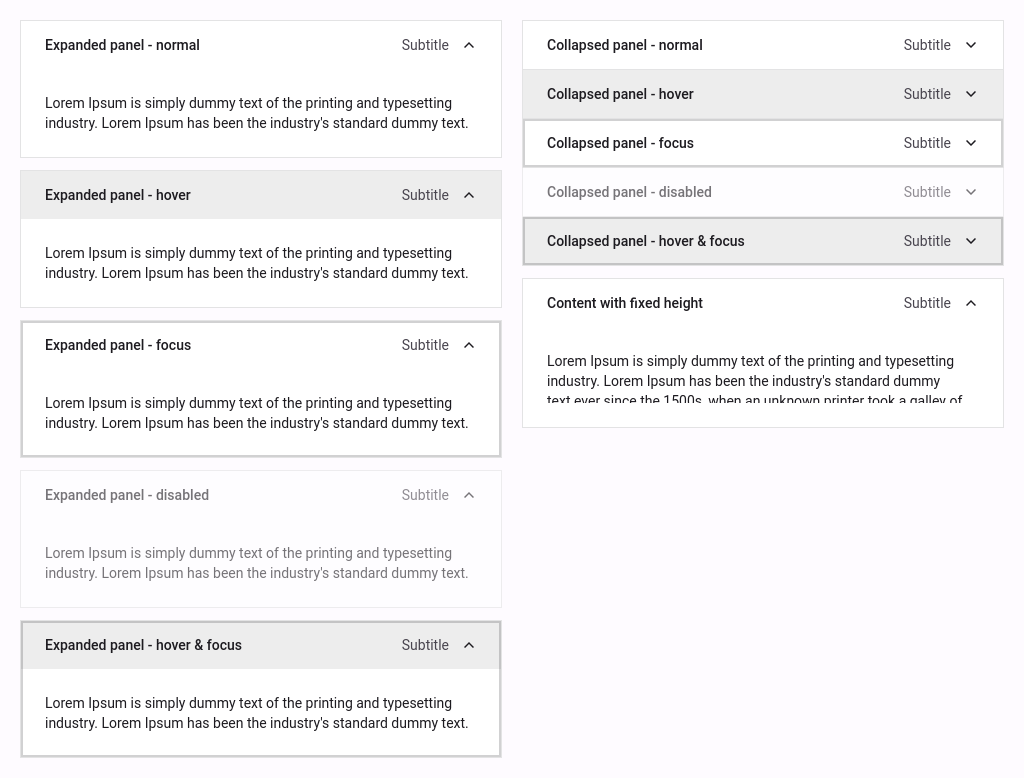 Expanded panel - normal Subtitle
Lorem Ipsum is simply dummy text of the printing and typesetting
industry. Lorem Ipsum has been the industry's standard dummy text.
Expanded panel - hover Subtitle
Lorem Ipsum is simply dummy text of the printing and typesetting
industry. Lorem Ipsum has been the industry's standard dummy text.
Expanded panel - focus Subtitle
Lorem Ipsum is simply dummy text of the printing and typesetting
industry. Lorem Ipsum has been the industry's standard dummy text.
Expanded panel - disabled Subtitle
Lorem Ipsum is simply dummy text of the printing and typesetting
industry. Lorem Ipsum has been the industry's standard dummy text.
Expanded panel - hover & focus Subtitle
Lorem Ipsum is simply dummy text of the printing and typesetting
industry. Lorem Ipsum has been the industry's standard dummy text.
Collapsed panel - normal Subtitle
Collapsed panel - hover Subtitle
Collapsed panel - focus Subtitle
Collapsed panel - disabled Subtitle
Collapsed panel - hover & focus Subtitle
Content with fixed height Subtitle
Lorem Ipsum is simply dummy text of the printing and typesetting
industry. Lorem Ipsum has been the industry's standard dummy
text ever since the 1500s, when an unknown printer took a galley of